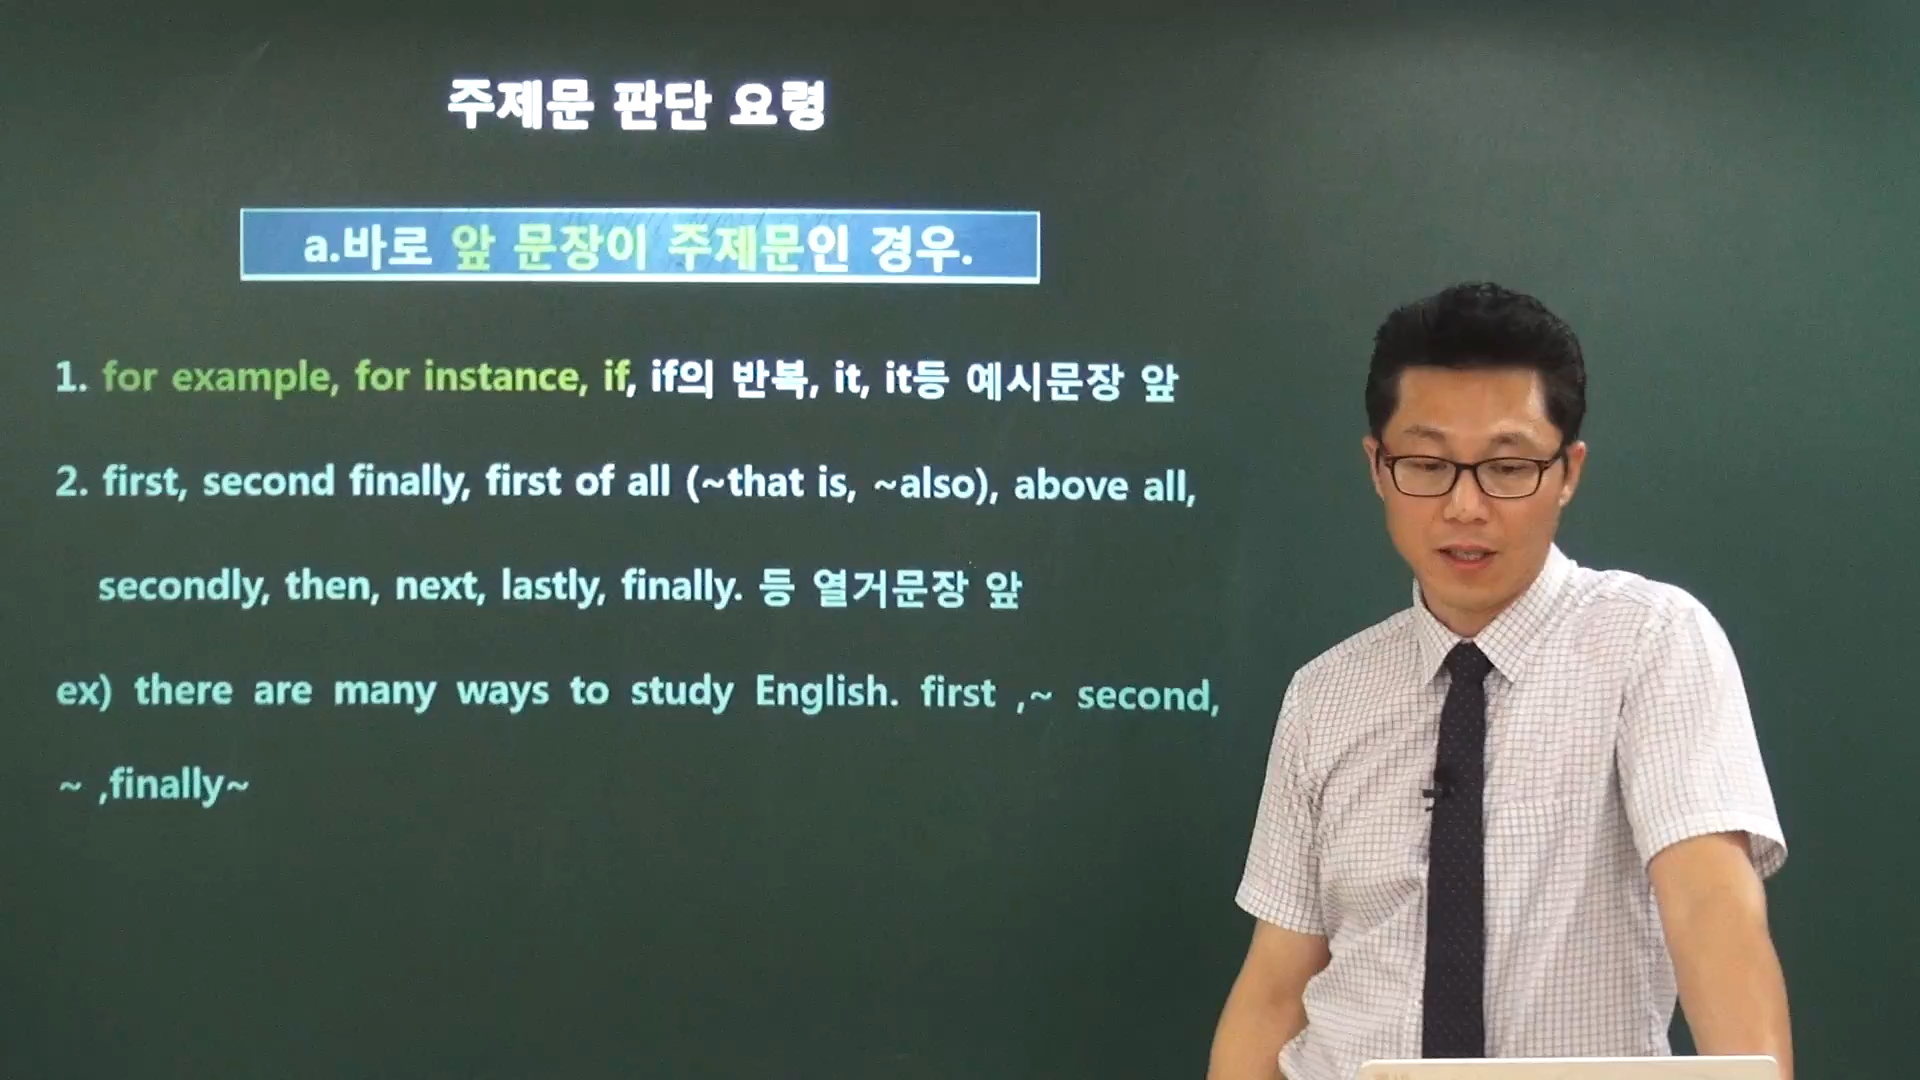 주제문 판단 요령
a.바로 앞 문장이 주제문인 경우.
1. for example, for instance, if, if의 반복, it, it등 예시문장 앞
2. first, second finally, first of all (~that is, ~also), above all,
secondly, then, next, lastly, finally. 등 열거문장 앞
ex) there are many ways to study English. first ,~ second,
~ ,finally~